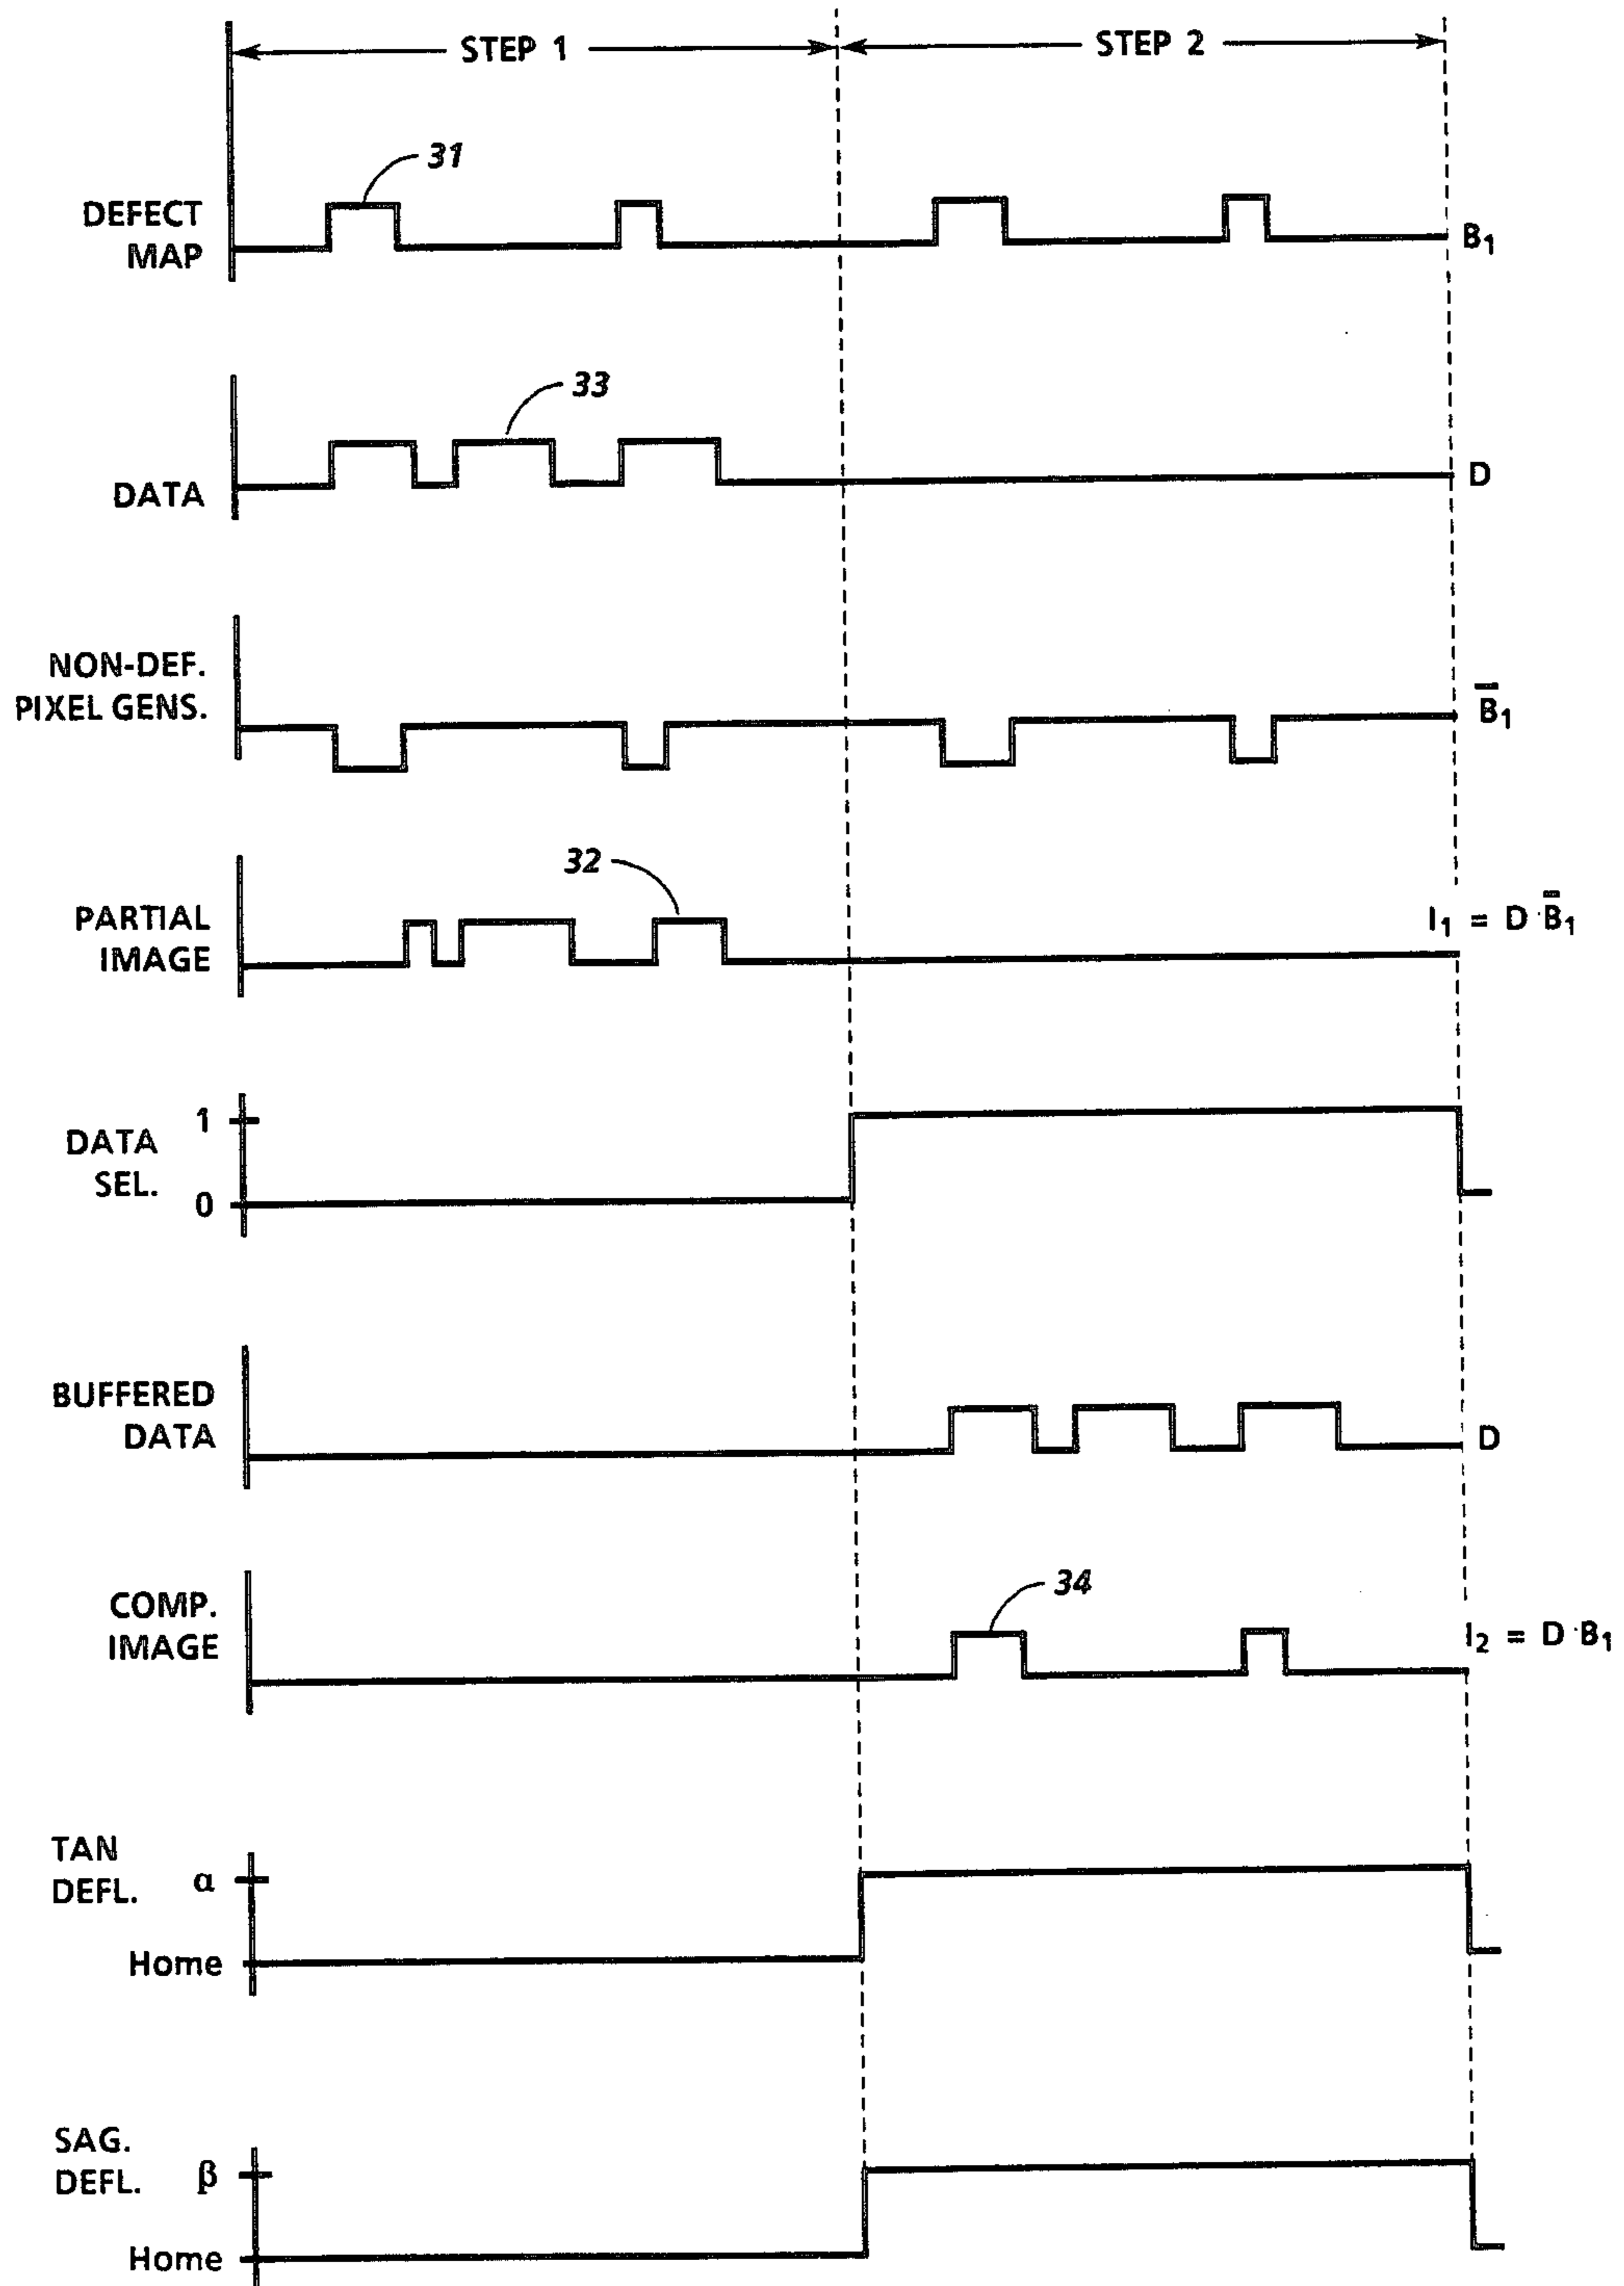 STEP 1
STEP 2
31
DEFECT
MAP
B₁
33
DATA
D
NON-DEF.
PIXEL GENS.
B̅₁
32
PARTIAL
IMAGE
I₁ = D·B̅₁
DATA
SEL.
1
0
BUFFERED
DATA
D
34
COMP.
IMAGE
I₂ = D·B₁
TAN
DEFL.
α
Home
SAG.
DEFL.
β
Home